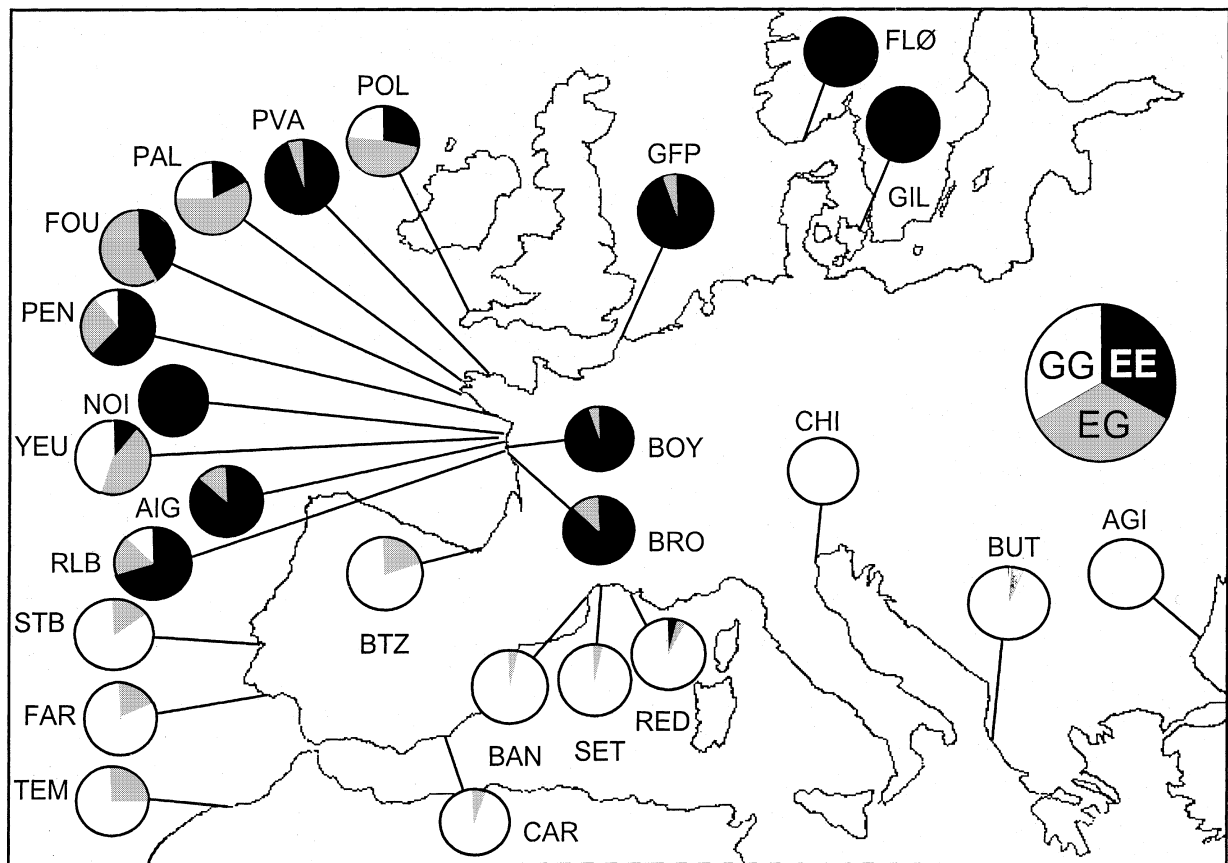 FLØ
POL
PVA
GFP
PAL
GIL
FOU
PEN
GG EE
EG
NOI
CHI
YEU
BOY
AIG
BRO
AGI
BUT
RLB
STB
BTZ
FAR
RED
BAN
SET
TEM
CAR